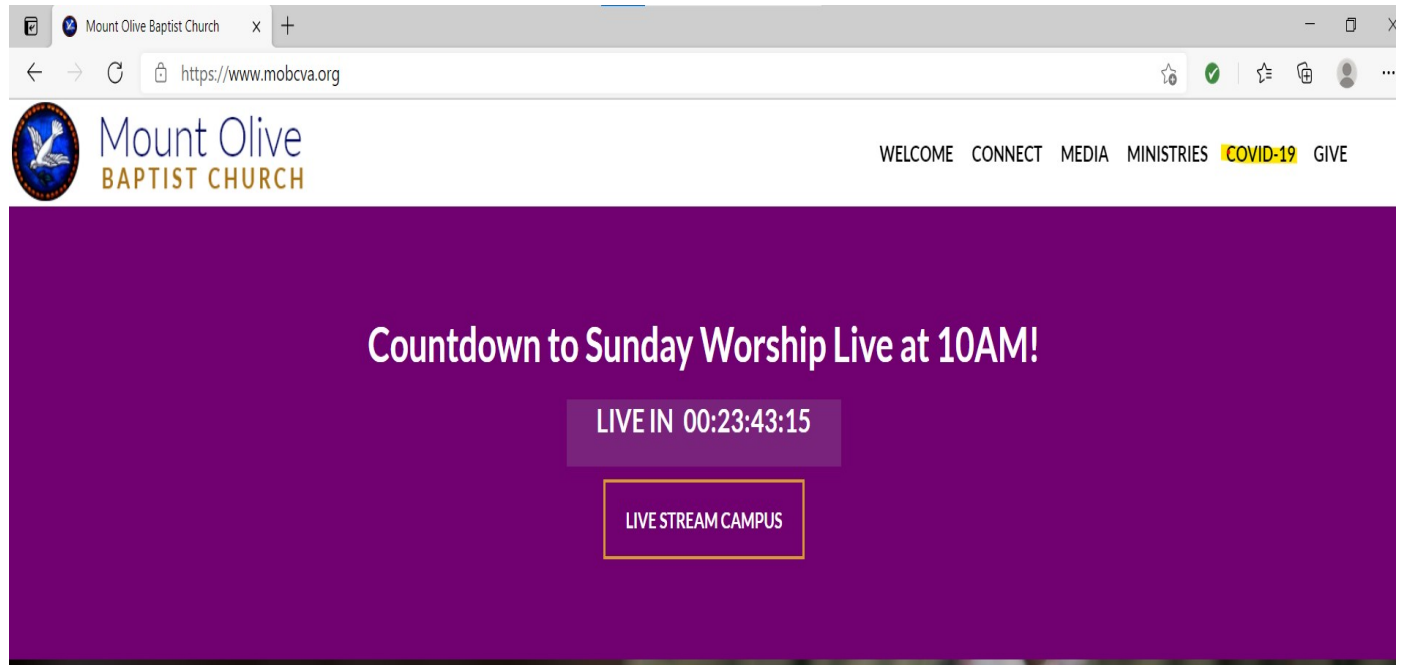 Mount Olive Baptist Church
https://www.mobcva.org
Mount Olive
BAPTIST CHURCH
WELCOME CONNECT MEDIA MINISTRIES COVID-19 GIVE
Countdown to Sunday Worship Live at 10AM!
LIVE IN 00:23:43:15
LIVE STREAM CAMPUS